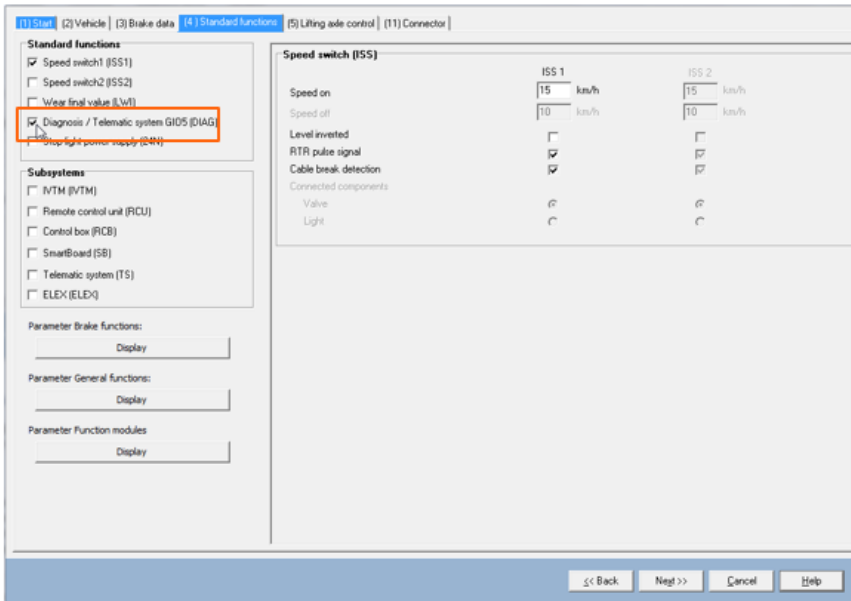 (1) Start (2) Vehicle (3) Brake data (4) Standard functions (5) Lifting axle control (11) Connector
Standard functions
Speed switch1 (ISS1)
Speed switch2 (ISS2)
Wear final value (LWI)
Diagnosis / Telematic system GIO5 (DIAG)
Stop light power supply (24N)
Subsystems
IVTM (IVTM)
Remote control unit (RCU)
Control box (RCB)
SmartBoard (SB)
Telematic system (TS)
ELEX (ELEX)
Parameter Brake functions:
Display
Parameter General functions:
Display
Parameter Function modules
Display
Speed switch (ISS)
ISS 1 ISS 2
Speed on 15 km/h 15 km/h
Speed off 10 km/h 10 km/h
Level inverted
RTR pulse signal
Cable break detection
Connected components
Valve
Light
<< Back Next >> Cancel Help